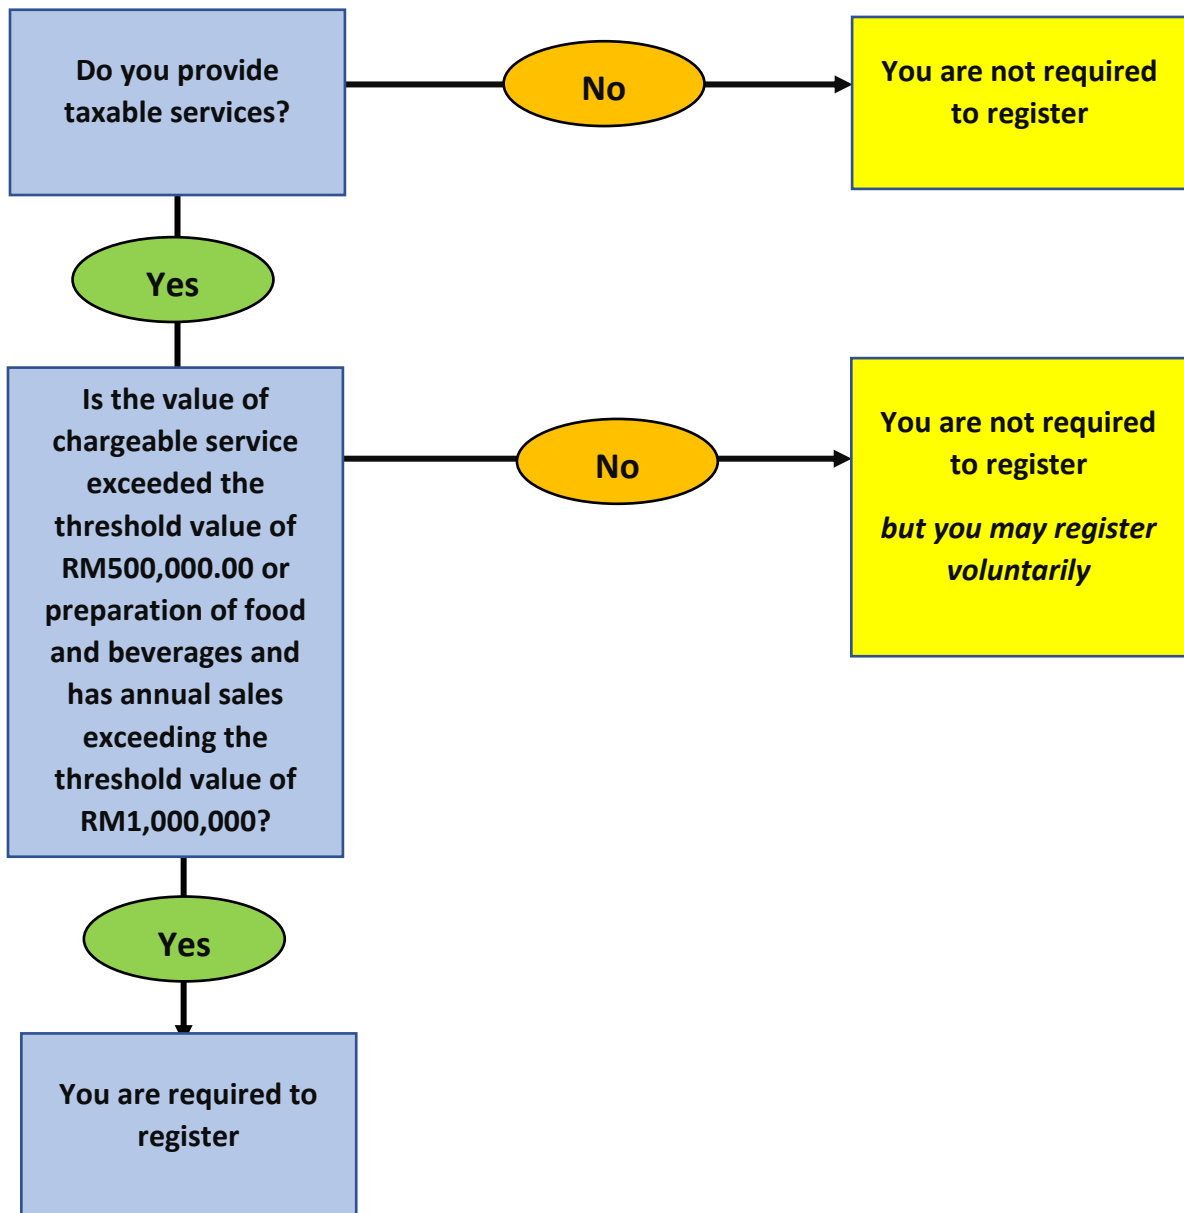 Do you provide
taxable services?
No
You are not required
to register
Yes
Is the value of
chargeable service
exceeded the
threshold value of
RM500,000.00 or
preparation of food
and beverages and
has annual sales
exceeding the
threshold value of
RM1,000,000?
No
You are not required
to register
but you may register
voluntarily
Yes
You are required to
register